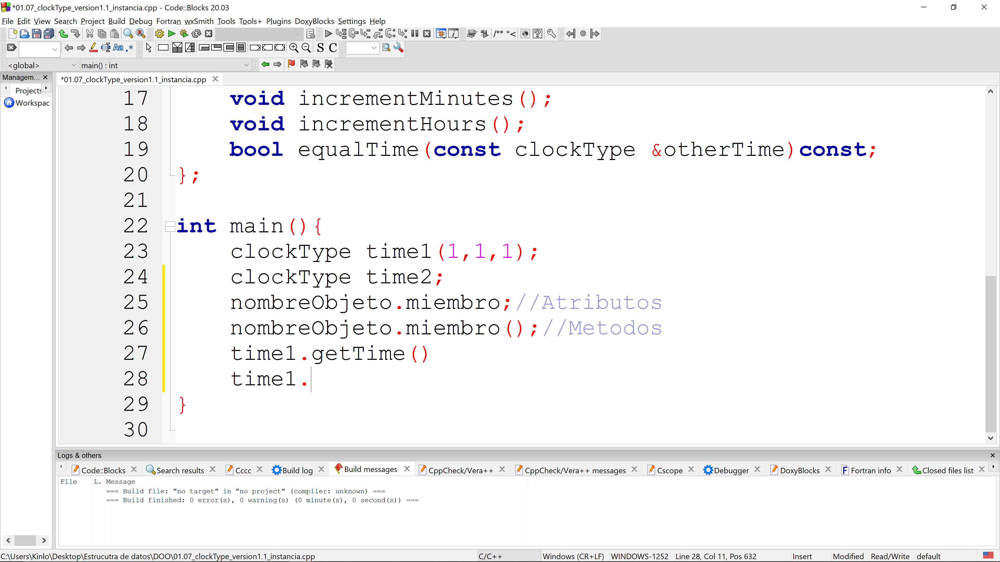 *01.07_clockType_version1.1_instancia.cpp - Code::Blocks 20.03
File Edit View Search Project Build Debug Fortran wxSmith Tools Tools+ Plugins DoxyBlocks Settings Help
/** *<
Aa .* S C
<global> main() : int
Managem... *01.07_clockType_version1.1_instancia.cpp
Projects
Workspac
17 void incrementMinutes();
18 void incrementHours();
19 bool equalTime(const clockType &otherTime)const;
20 };
21
22 int main(){
23 clockType time1(1,1,1);
24 clockType time2;
25 nombreObjeto.miembro;//Atributos
26 nombreObjeto.miembro();//Metodos
27 time1.getTime()
28 time1.
29 }
30
Logs & others
Code::Blocks Search results Cccc Build log Build messages CppCheck/Vera++ CppCheck/Vera++ messages Cscope Debugger DoxyBlocks Fortran info Closed files list
File L. Message
=== Build file: "no target" in "no project" (compiler: unknown) ===
=== Build finished: 0 error(s), 0 warning(s) (0 minute(s), 0 second(s)) ===
C:\Users\Kinlo\Desktop\Estrucutra de datos\DOO\01.07_clockType_version1.1_instancia.cpp C/C++ Windows (CR+LF) WINDOWS-1252 Line 28, Col 11, Pos 632 Insert Modified Read/Write default